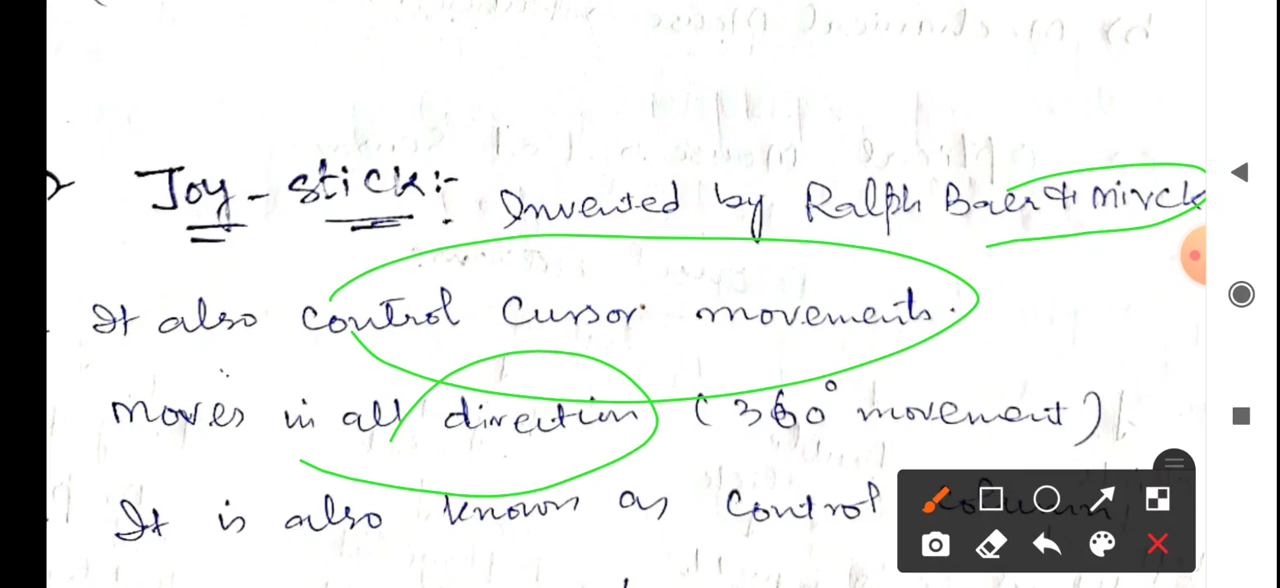 Joy-stick:- Invented by Ralph Baer & Mirck
It also control cursor movements.
moves in all direction (360° movement)
It is also known as control column